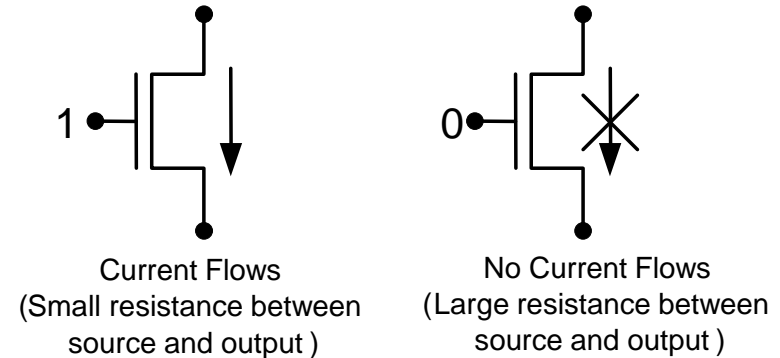 1
Current Flows
(Small resistance between
source and output )
0
No Current Flows
(Large resistance between
source and output )